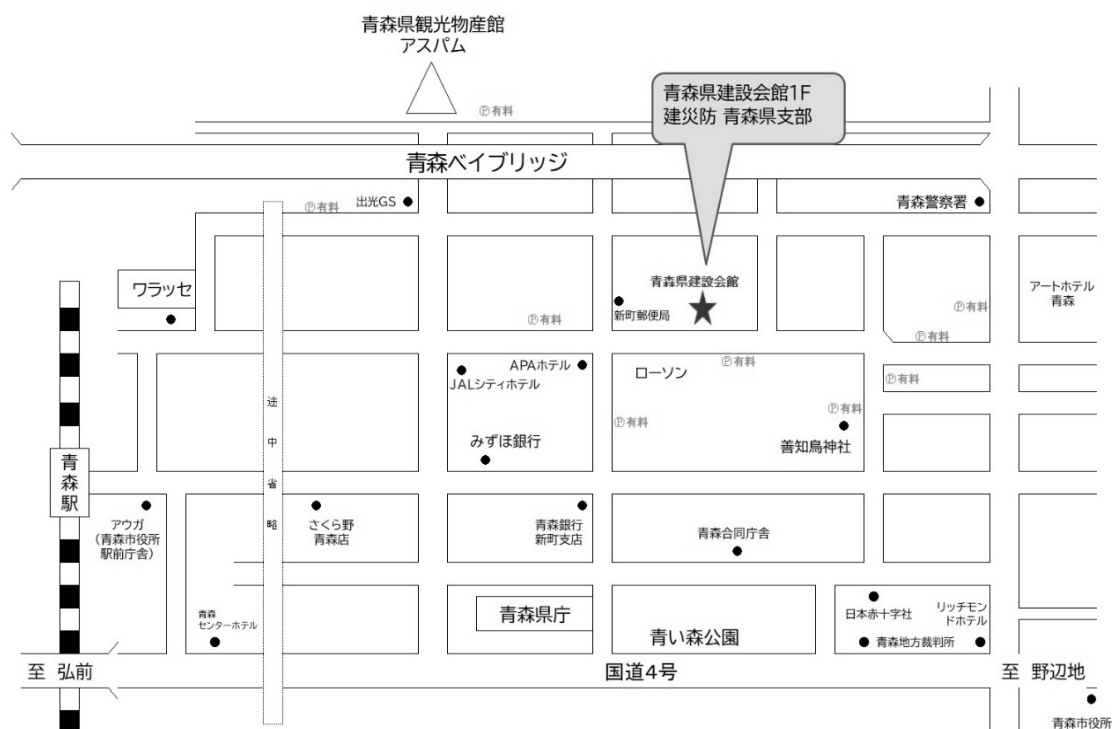 青森県観光物産館
アスパム
Ⓟ有料
青森県建設会館1F
建災防 青森県支部
青森ベイブリッジ
Ⓟ有料
出光GS
青森警察署
青森県建設会館
新町郵便局
Ⓟ有料
ワラッセ
Ⓟ有料
Ⓟ有料
アートホテル
青森
APAホテル
JALシティホテル
ローソン
Ⓟ有料
Ⓟ有料
Ⓟ有料
Ⓟ有料
途中省略
みずほ銀行
善知鳥神社
青森駅
アウガ
(青森市役所
駅前庁舎)
さくら野
青森店
青森銀行
新町支店
青森合同庁舎
青森
センターホテル
青森県庁
青い森公園
日本赤十字社
リッチモン
ドホテル
青森地方裁判所
至 弘前
国道4号
至 野辺地
青森市役所